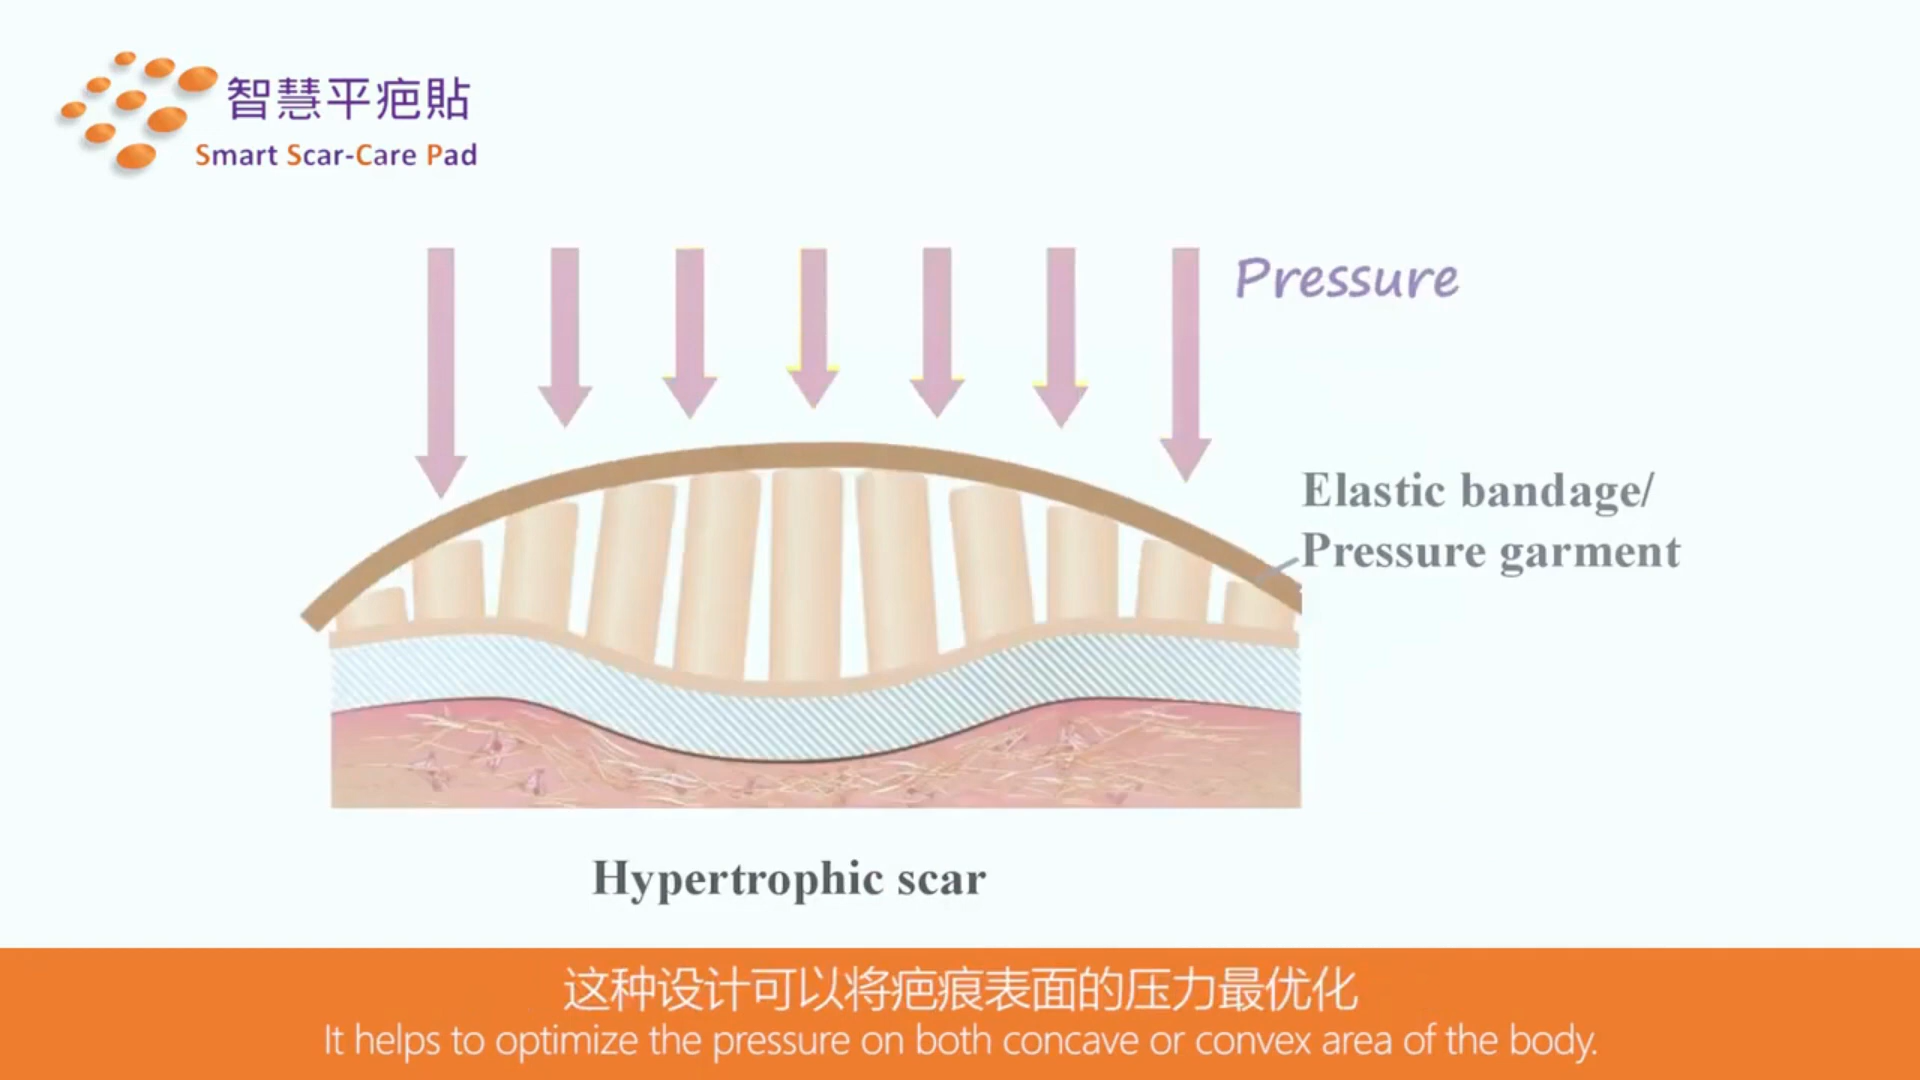 智慧平疤貼
Smart Scar-Care Pad
Pressure
Elastic bandage/
Pressure garment
Hypertrophic scar
这种设计可以将疤痕表面的压力最优化
It helps to optimize the pressure on both concave or convex area of the body.